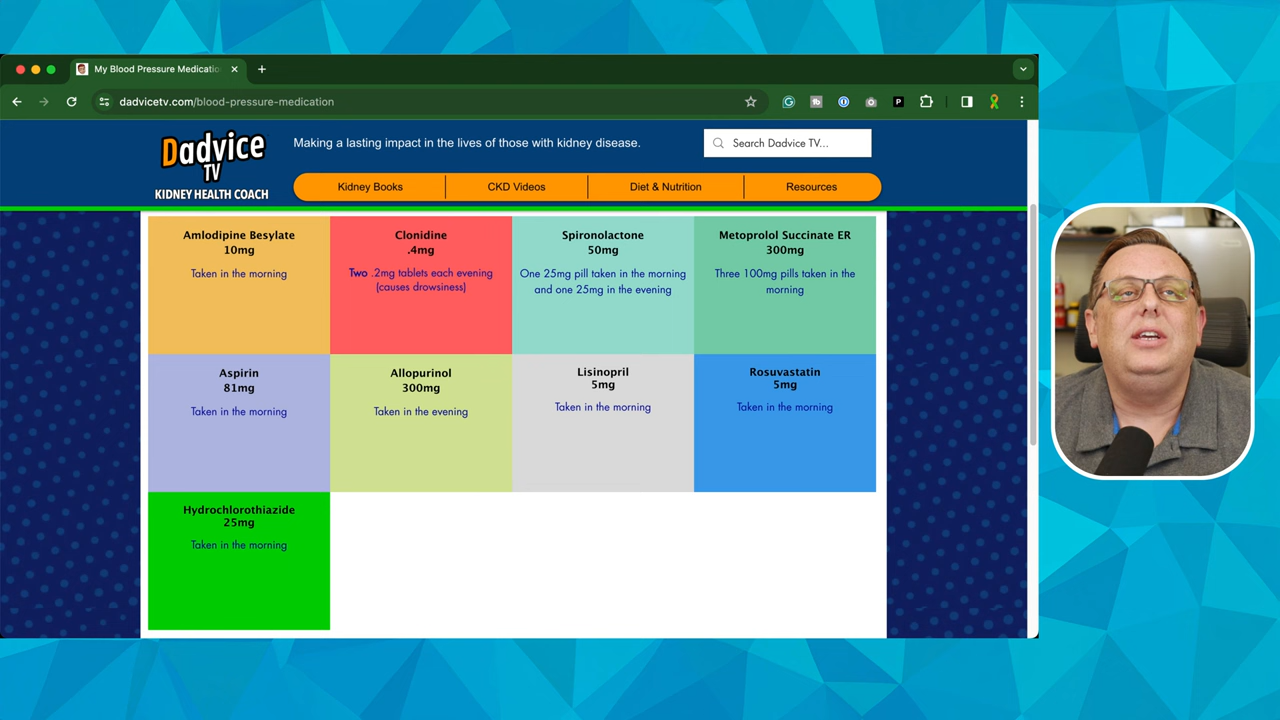 My Blood Pressure Medicatio
dadvicetv.com/blood-pressure-medication
Dadvice
TV
KIDNEY HEALTH COACH
Making a lasting impact in the lives of those with kidney disease.
Search Dadvice TV...
Kidney Books
CKD Videos
Diet & Nutrition
Resources
Amlodipine Besylate
10mg
Taken in the morning
Clonidine
.4mg
Two .2mg tablets each evening
(causes drowsiness)
Spironolactone
50mg
One 25mg pill taken in the morning
and one 25mg in the evening
Metoprolol Succinate ER
300mg
Three 100mg pills taken in the
morning
Aspirin
81mg
Taken in the morning
Allopurinol
300mg
Taken in the evening
Lisinopril
5mg
Taken in the morning
Rosuvastatin
5mg
Taken in the morning
Hydrochlorothiazide
25mg
Taken in the morning